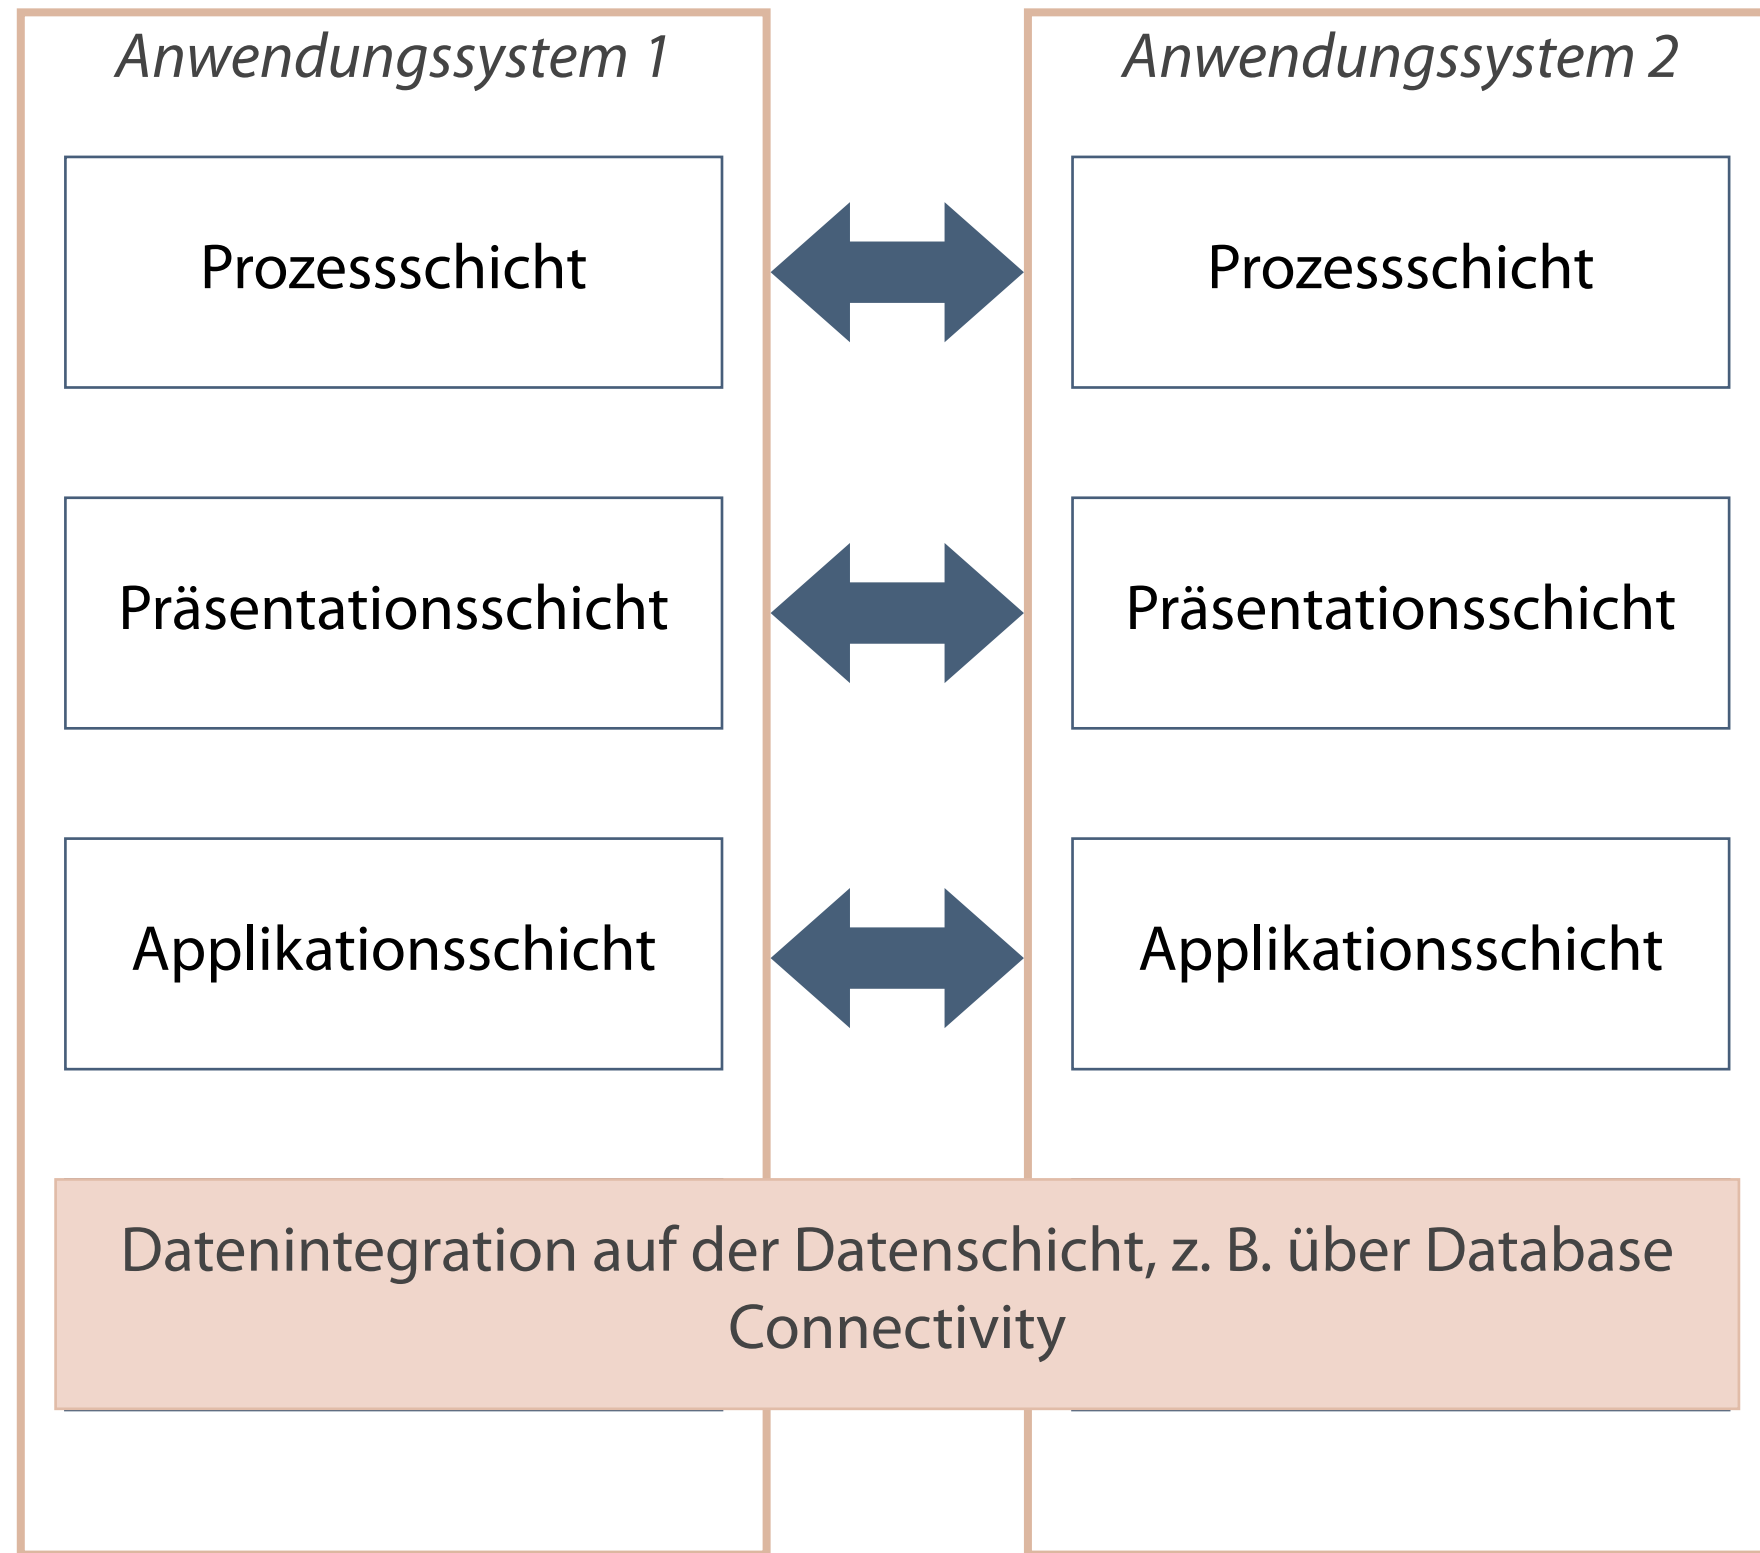 Anwendungssystem 1
Anwendungssystem 2
Prozessschicht
Prozessschicht
Präsentationsschicht
Präsentationsschicht
Applikationsschicht
Applikationsschicht
Datenintegration auf der Datenschicht, z. B. über Database
Connectivity